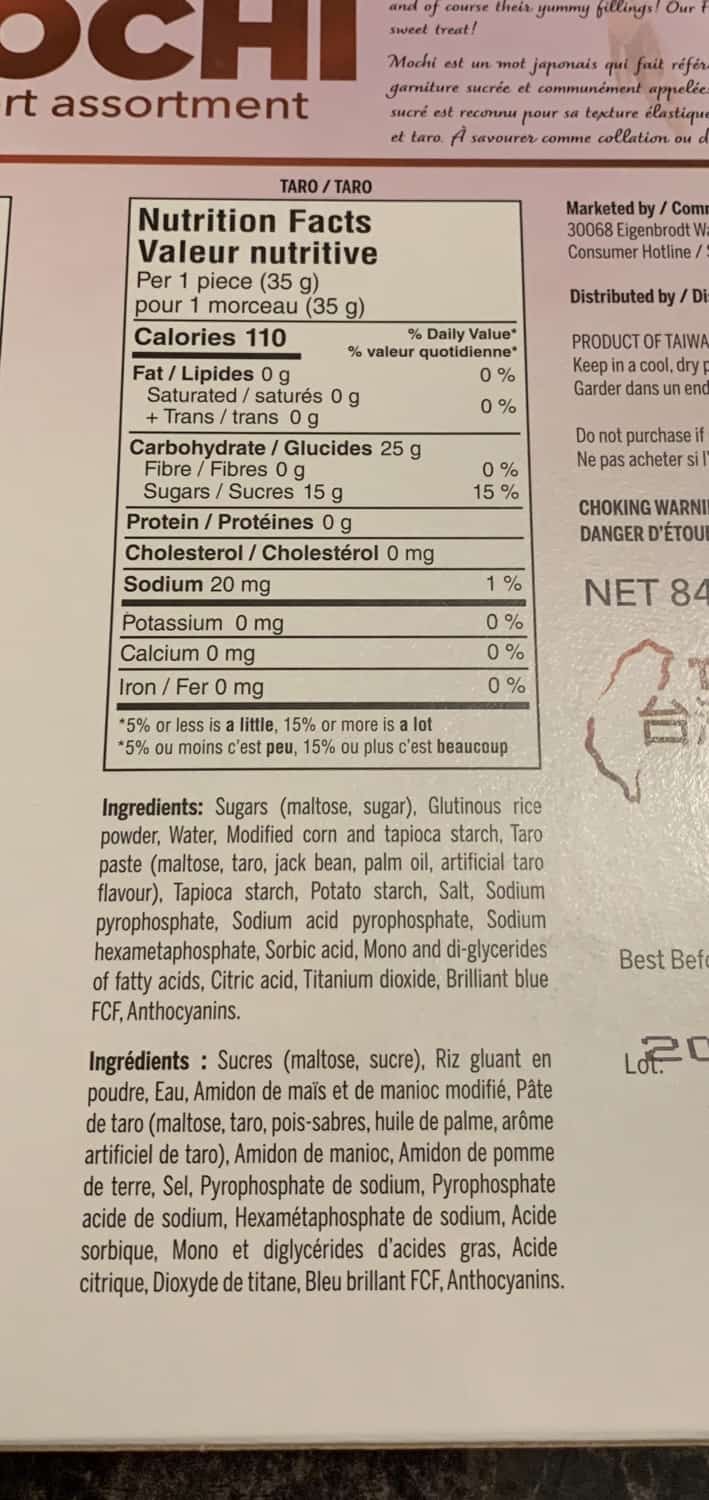 OCHI
rt assortment
and of course their yummy fillings! Our
sweet treat!
Mochi est un mot japonais qui fait
garniture sucrée et communément
sucré est reconnu pour sa texture élastique
et taro. À savourer comme collation ou
TARO / TARO
Nutrition Facts
Valeur nutritive
Per 1 piece (35 g)
pour 1 morceau (35 g)
Calories 110
% Daily Value*
% valeur quotidienne*
Fat / Lipides 0 g 0 %
Saturated / saturés 0 g
+ Trans / trans 0 g 0 %
Carbohydrate / Glucides 25 g
Fibre / Fibres 0 g 0 %
Sugars / Sucres 15 g 15 %
Protein / Protéines 0 g
Cholesterol / Cholestérol 0 mg
Sodium 20 mg 1 %
Potassium 0 mg 0 %
Calcium 0 mg 0 %
Iron / Fer 0 mg 0 %
*5% or less is a little, 15% or more is a lot
*5% ou moins c'est peu, 15% ou plus c'est beaucoup
Ingredients: Sugars (maltose, sugar), Glutinous rice
powder, Water, Modified corn and tapioca starch, Taro
paste (maltose, taro, jack bean, palm oil, artificial taro
flavour), Tapioca starch, Potato starch, Salt, Sodium
pyrophosphate, Sodium acid pyrophosphate, Sodium
hexametaphosphate, Sorbic acid, Mono and di-glycerides
of fatty acids, Citric acid, Titanium dioxide, Brilliant blue
FCF, Anthocyanins.
Ingrédients : Sucres (maltose, sucre), Riz gluant en
poudre, Eau, Amidon de maïs et de manioc modifié, Pâte
de taro (maltose, taro, pois-sabres, huile de palme, arôme
artificiel de taro), Amidon de manioc, Amidon de pomme
de terre, Sel, Pyrophosphate de sodium, Pyrophosphate
acide de sodium, Hexamétaphosphate de sodium, Acide
sorbique, Mono et diglycérides d'acides gras, Acide
citrique, Dioxyde de titane, Bleu brillant FCF, Anthocyanins.
Marketed by / Com
30068 Eigenbrodt Wa
Consumer Hotline /
Distributed by / Di
PRODUCT OF TAIWA
Keep in a cool, dry
Garder dans un end
Do not purchase if
Ne pas acheter si l'
CHOKING WARNI
DANGER D'ÉTOU
NET 84
台
Best Befo
Lot:
20